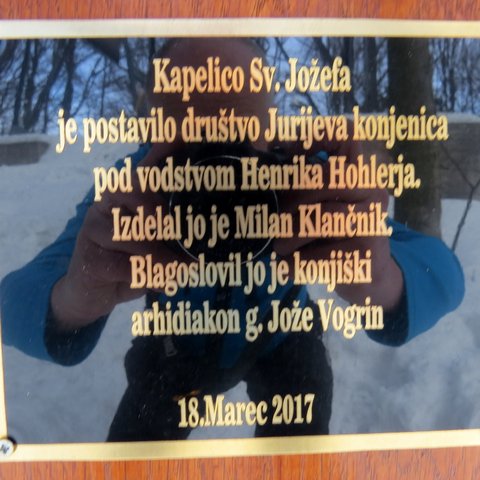 Kapelico Sv. Jožefa
je postavilo društvo Jurijeva konjenica
pod vodstvom Henrika Hohlerja.
Izdelal jo je Milan Klančnik.
Blagoslovil jo je konjiški
arhidiakon g. Jože Vogrin
18.Marec 2017